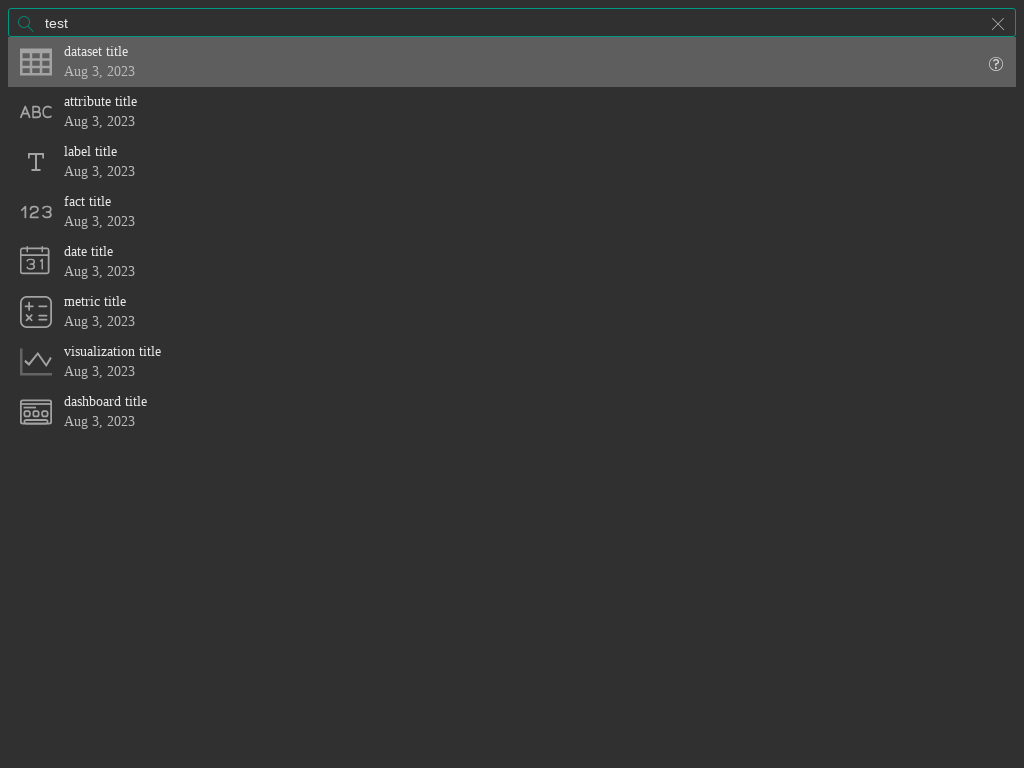 test
dataset title
Aug 3, 2023
ABC
attribute title
Aug 3, 2023
T
label title
Aug 3, 2023
123
fact title
Aug 3, 2023
31
date title
Aug 3, 2023
metric title
Aug 3, 2023
visualization title
Aug 3, 2023
dashboard title
Aug 3, 2023